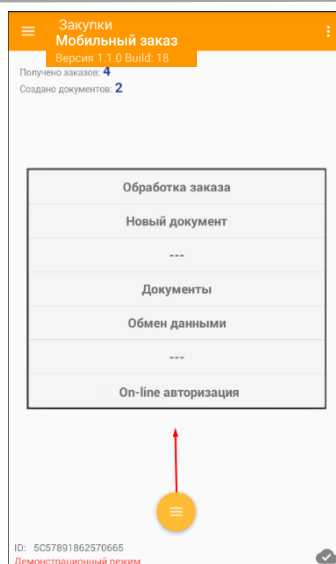 Закупки
Мобильный заказ
Версия 1.1.0 Build: 18
Получено заказов: 4
Создано документов: 2
Обработка заказа
Новый документ
---
Документы
Обмен данными
---
On-line авторизация
ID: 5C57891862570665
Демонстрационный режим